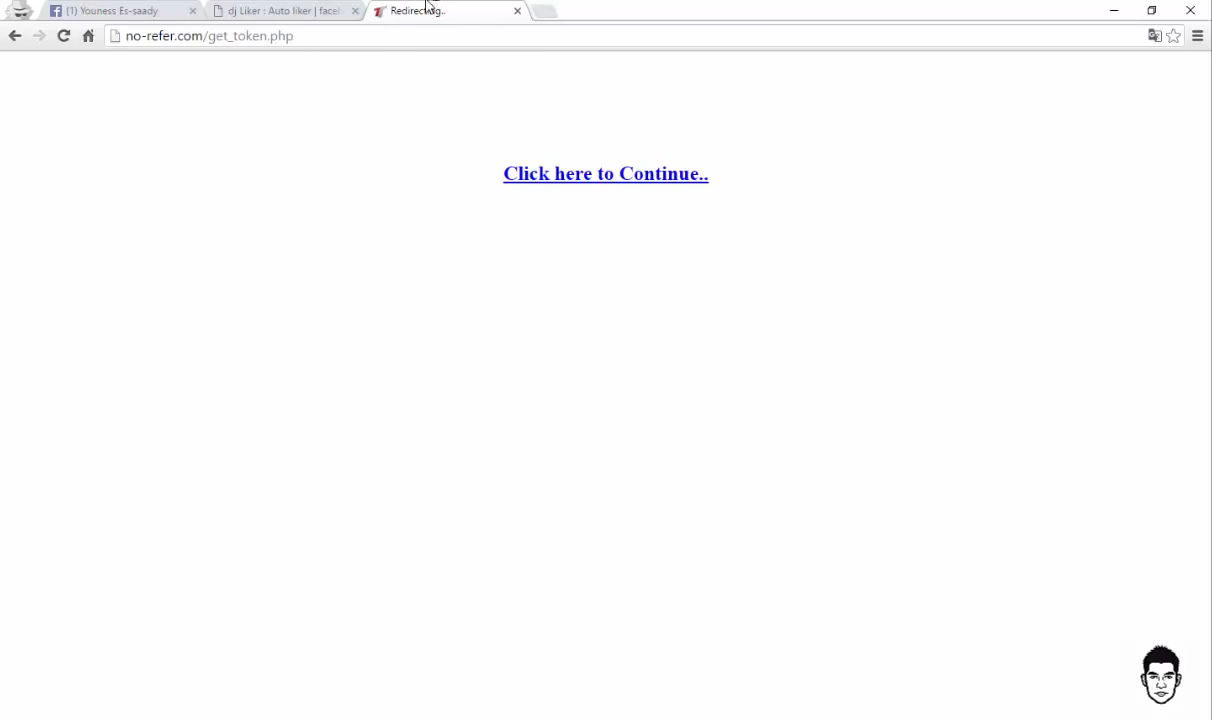 (1) Youness Es-saady
dj Liker : Auto liker | faceb
Redirecting..
no-refer.com/get_token.php
Click here to Continue..